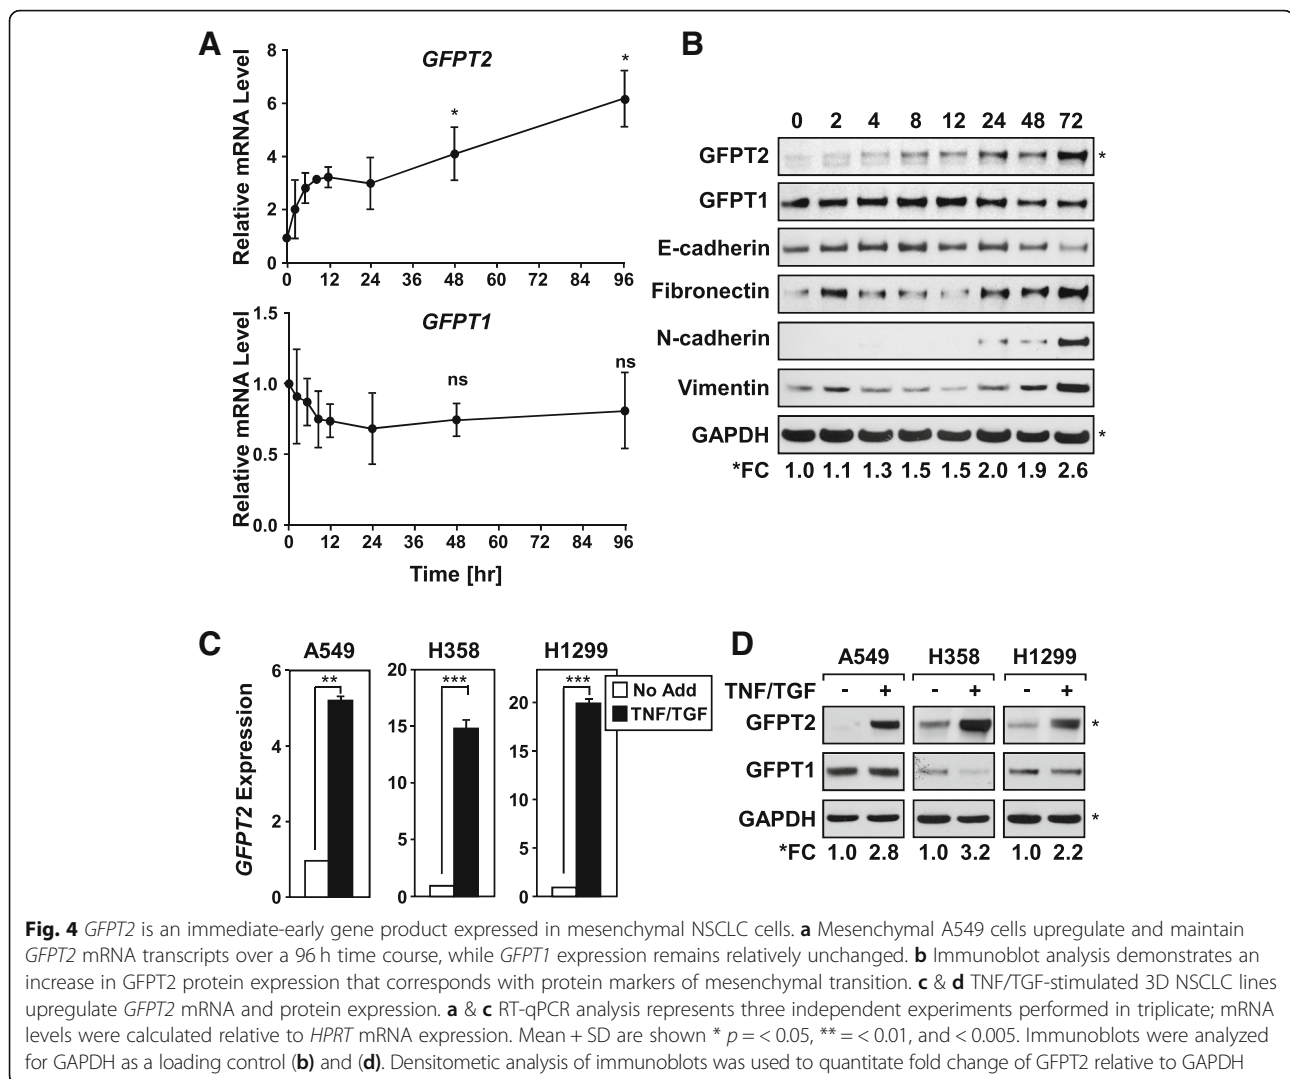 A
GFPT2
Relative mRNA Level
8
6
4
2
0
*
*
0 12 24 36 48 60 72 84 96
GFPT1
Relative mRNA Level
1.5
1.0
0.5
0.0
ns
ns
0 12 24 36 48 60 72 84 96
Time [hr]
B
0 2 4 8 12 24 48 72
GFPT2 *
GFPT1
E-cadherin
Fibronectin
N-cadherin
Vimentin
GAPDH *
*FC 1.0 1.1 1.3 1.5 1.5 2.0 1.9 2.6
C
GFPT2 Expression
A549
6
4
2
0
**
H358
20
15
10
5
0
***
H1299
20
15
10
5
0
***
No Add
TNF/TGF
D
A549 H358 H1299
TNF/TGF - + - + - +
GFPT2 *
GFPT1
GAPDH *
*FC 1.0 2.8 1.0 3.2 1.0 2.2
Fig. 4 GFPT2 is an immediate-early gene product expressed in mesenchymal NSCLC cells. a Mesenchymal A549 cells upregulate and maintain
GFPT2 mRNA transcripts over a 96 h time course, while GFPT1 expression remains relatively unchanged. b Immunoblot analysis demonstrates an
increase in GFPT2 protein expression that corresponds with protein markers of mesenchymal transition. c & d TNF/TGF-stimulated 3D NSCLC lines
upregulate GFPT2 mRNA and protein expression. a & c RT-qPCR analysis represents three independent experiments performed in triplicate; mRNA
levels were calculated relative to HPRT mRNA expression. Mean + SD are shown * p = < 0.05, ** = < 0.01, and < 0.005. Immunoblots were analyzed
for GAPDH as a loading control (b) and (d). Densitometic analysis of immunoblots was used to quantitate fold change of GFPT2 relative to GAPDH